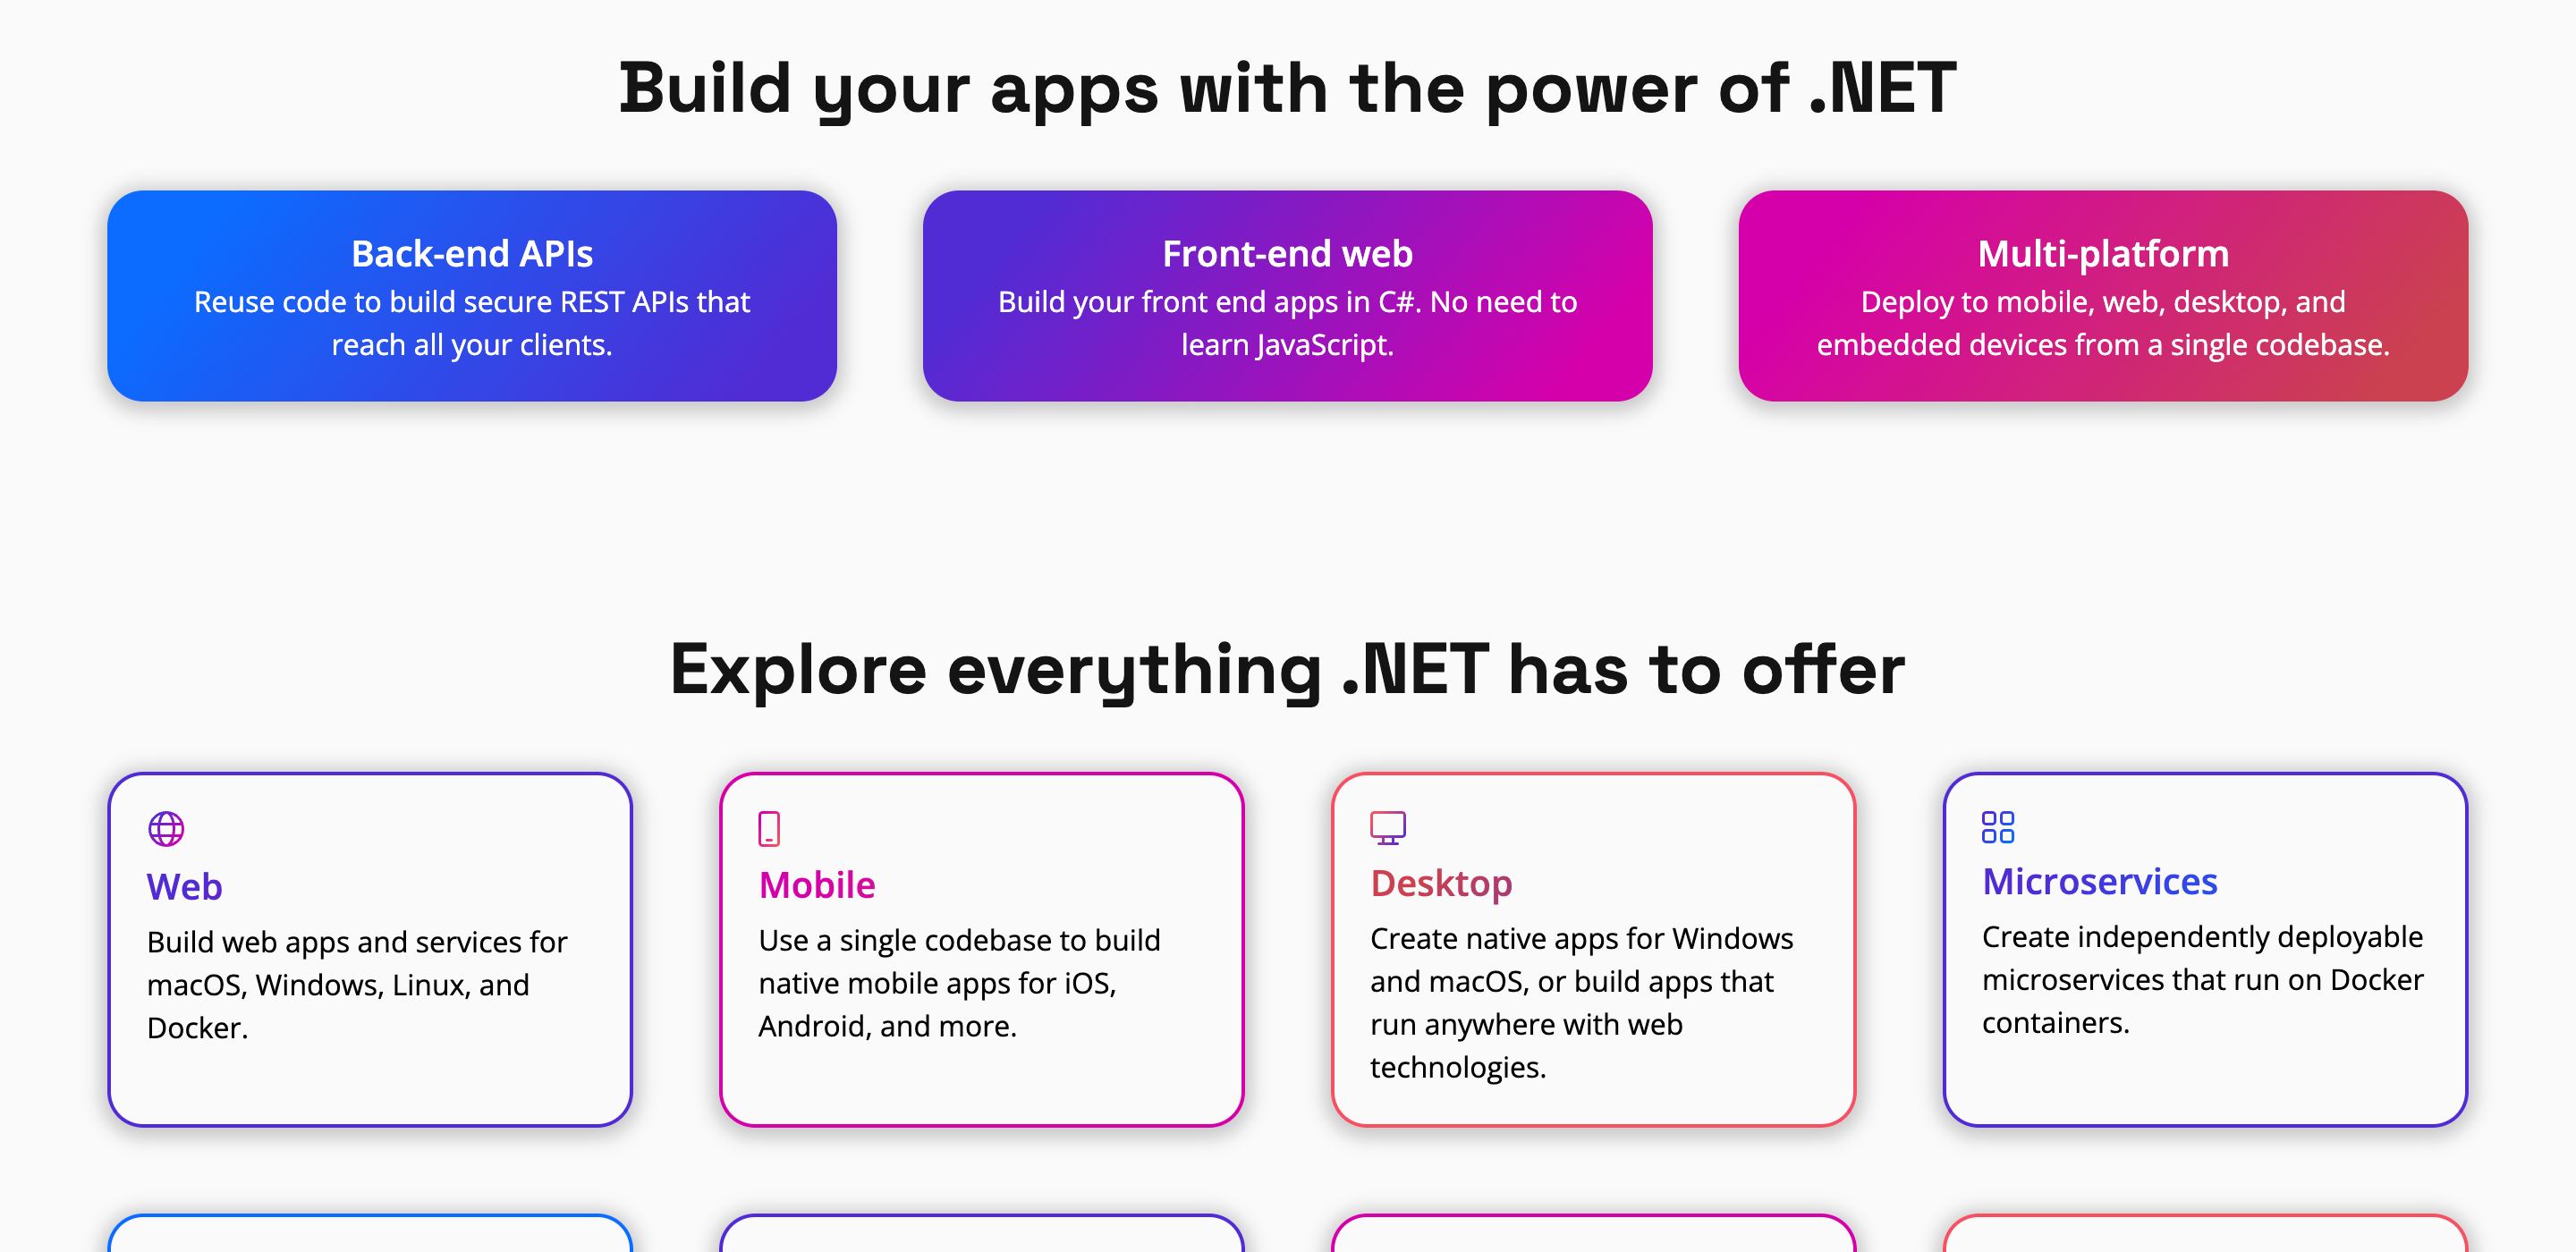 Build your apps with the power of .NET
Back-end APIs
Reuse code to build secure REST APIs that
reach all your clients.
Front-end web
Build your front end apps in C#. No need to
learn JavaScript.
Multi-platform
Deploy to mobile, web, desktop, and
embedded devices from a single codebase.
Explore everything .NET has to offer
Web
Build web apps and services for
macOS, Windows, Linux, and
Docker.
Mobile
Use a single codebase to build
native mobile apps for iOS,
Android, and more.
Desktop
Create native apps for Windows
and macOS, or build apps that
run anywhere with web
technologies.
Microservices
Create independently deployable
microservices that run on Docker
containers.